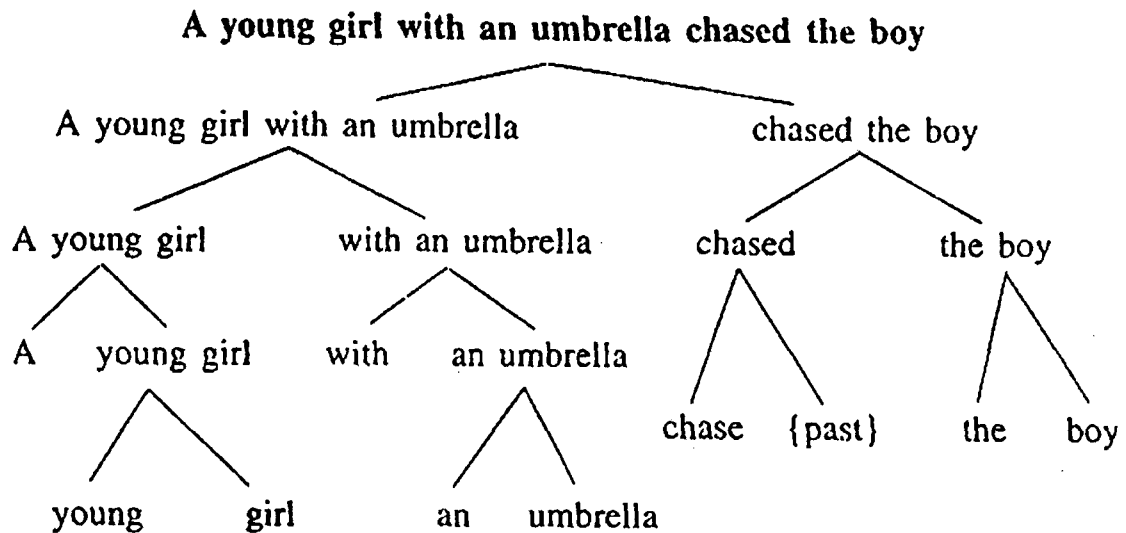 A young girl with an umbrella chased the boy
A young girl with an umbrella chased the boy
A young girl with an umbrella chased the boy
A young girl with an umbrella
chase {past} the boy
young girl an umbrella